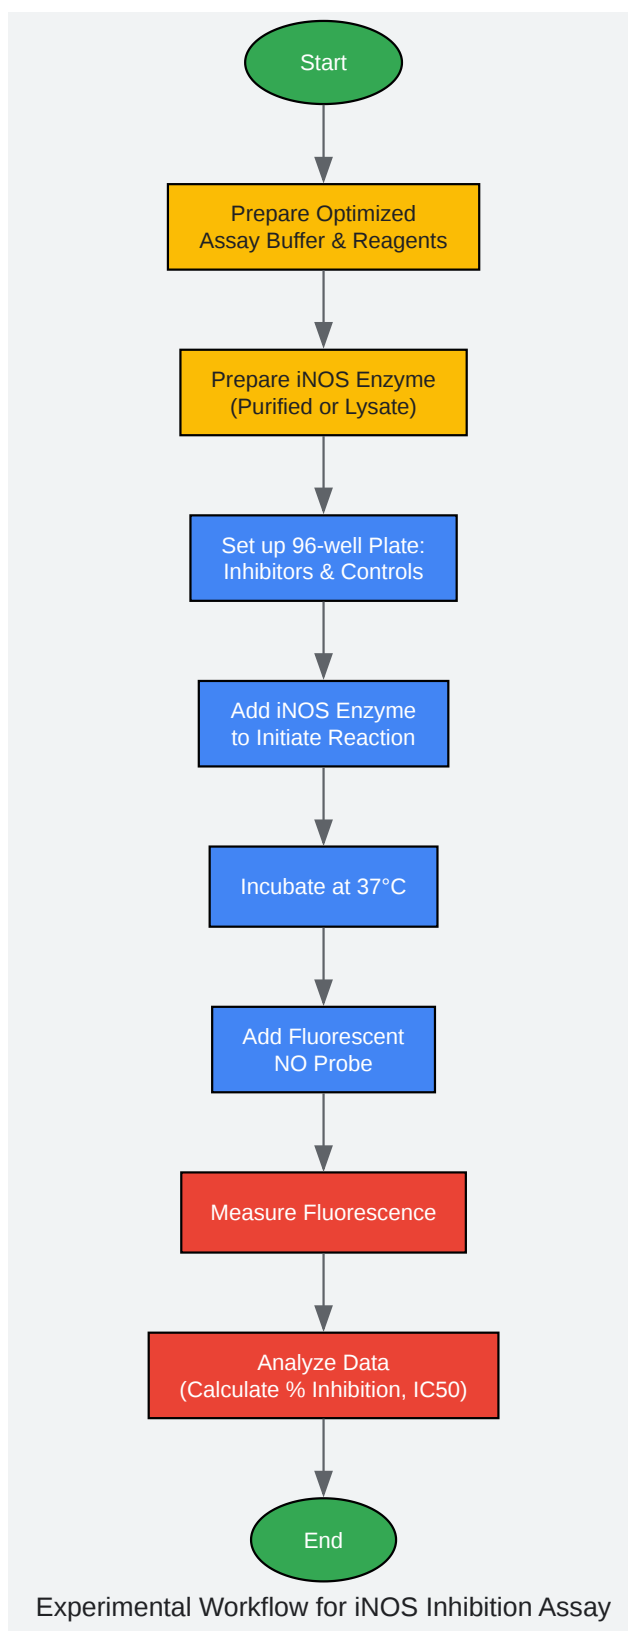 Start
Prepare Optimized
Assay Buffer & Reagents
Prepare iNOS Enzyme
(Purified or Lysate)
Set up 96-well Plate:
Inhibitors & Controls
Add iNOS Enzyme
to Initiate Reaction
Incubate at 37°C
Add Fluorescent
NO Probe
Measure Fluorescence
Analyze Data
(Calculate % Inhibition, IC50)
End
Experimental Workflow for iNOS Inhibition Assay